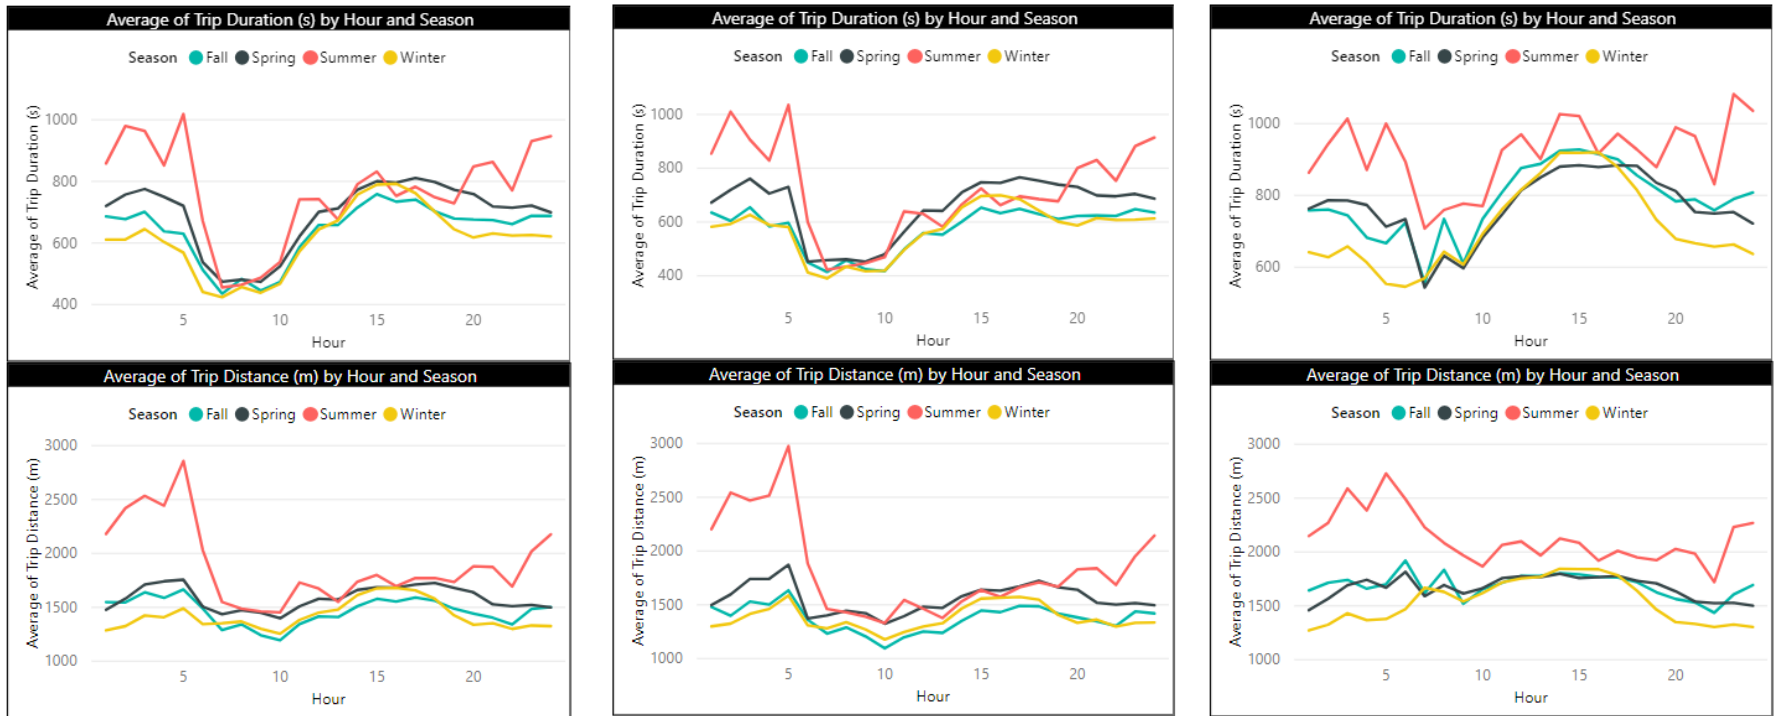 Average of Trip Duration (s) by Hour and Season
Season Fall Spring Summer Winter
Average of Trip Duration (s)
1000
800
600
400
5 10 15 20
Hour
Average of Trip Duration (s) by Hour and Season
Season Fall Spring Summer Winter
Average of Trip Duration (s)
1000
800
600
400
5 10 15 20
Hour
Average of Trip Duration (s) by Hour and Season
Season Fall Spring Summer Winter
Average of Trip Duration (s)
1000
800
600
5 10 15 20
Hour
Average of Trip Distance (m) by Hour and Season
Season Fall Spring Summer Winter
Average of Trip Distance (m)
3000
2500
2000
1500
1000
5 10 15 20
Hour
Average of Trip Distance (m) by Hour and Season
Season Fall Spring Summer Winter
Average of Trip Distance (m)
3000
2500
2000
1500
1000
5 10 15 20
Hour
Average of Trip Distance (m) by Hour and Season
Season Fall Spring Summer Winter
Average of Trip Distance (m)
3000
2500
2000
1500
1000
5 10 15 20
Hour